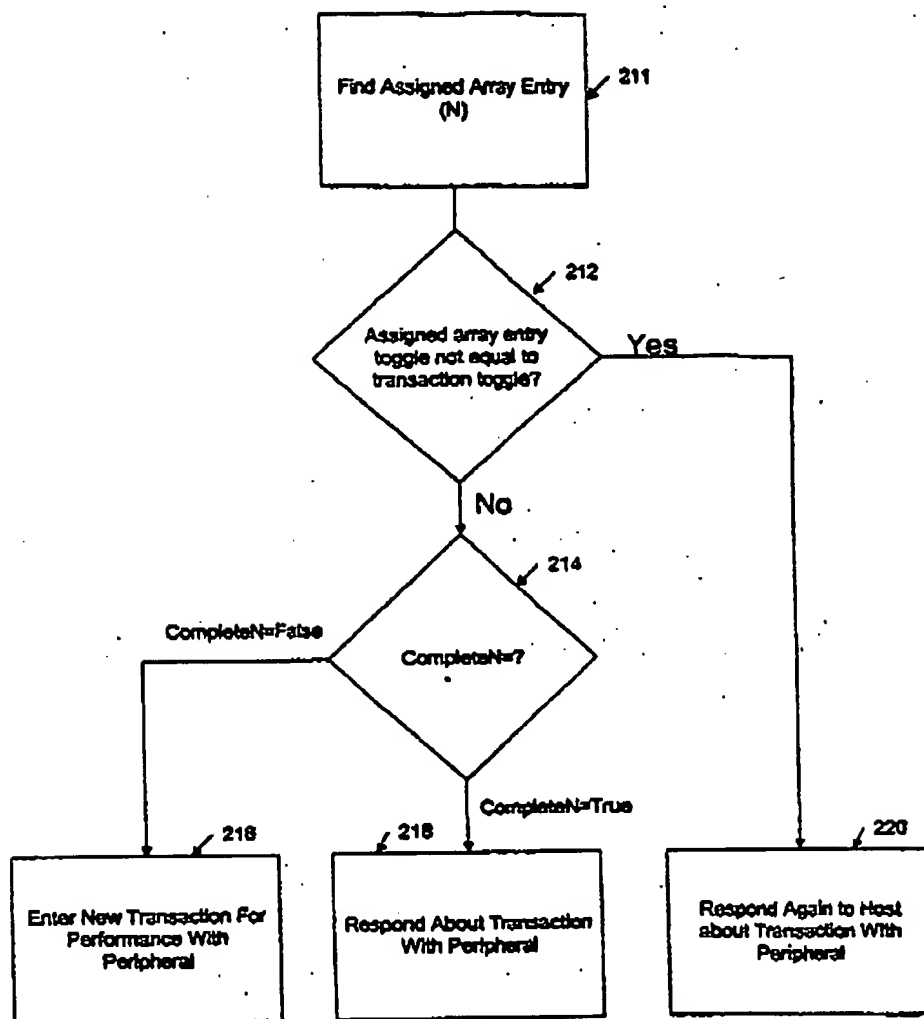 Find Assigned Array Entry
(N)
211
212
Assigned array entry
toggle not equal to
transaction toggle?
Yes
No
214
CompleteN=False
CompleteN=?
CompleteN=True
216
218
220
Enter New Transaction For
Performance With
Peripheral
Respond About Transaction
With Peripheral
Respond Again to Host
about Transaction With
Peripheral